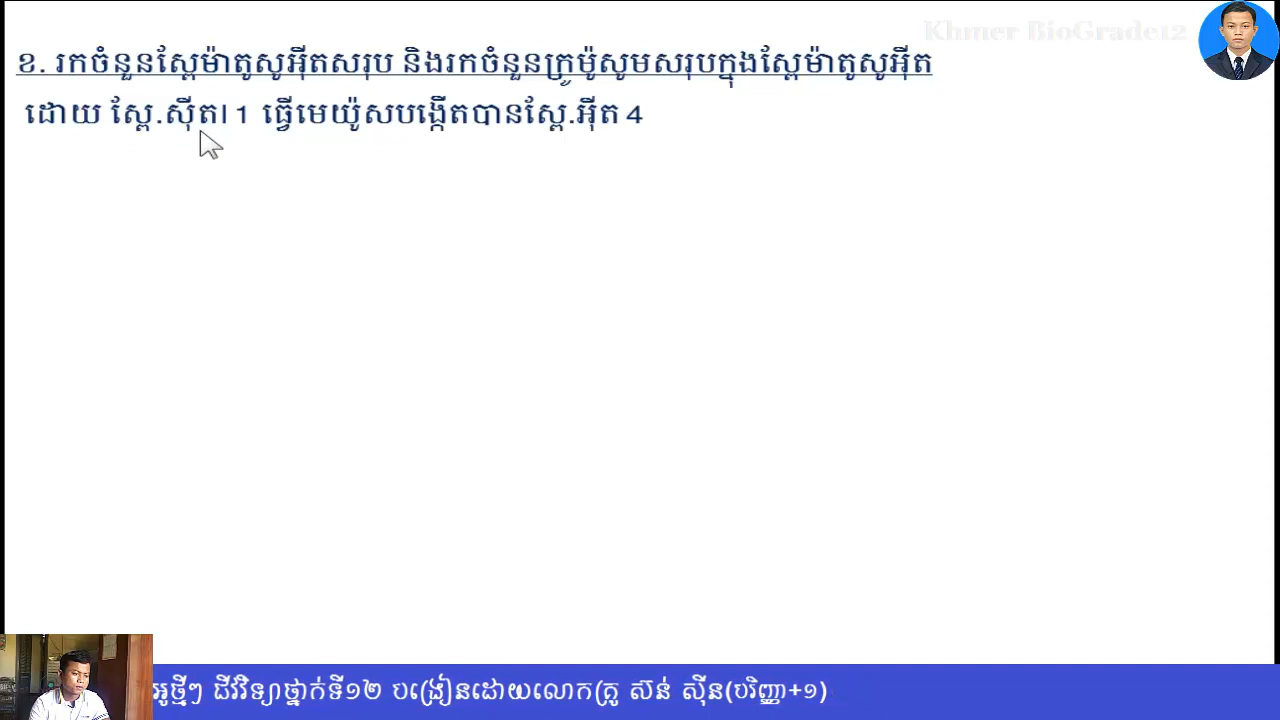 Khmer BioGrade12
ខ. រកចំនួនស្ពែម៉ាតូសូអ៊ីតសរុប និងរកចំនួនក្រូម៉ូសូមសរុបក្នុងស្ពែម៉ាតូសូអ៊ីត
ដោយ ស្ពែ.ស៊ីតI 1 ធ្វើមេយ៉ូសបង្កើតបានស្ពែ.អ៊ីត 4
អូថ្មីៗ ជីវវិទ្យាថ្នាក់ទី១២ បង្រៀនដោយលោកគ្រូ ស៊ន់ ស៊ីន(បរិញ្ញា+១)